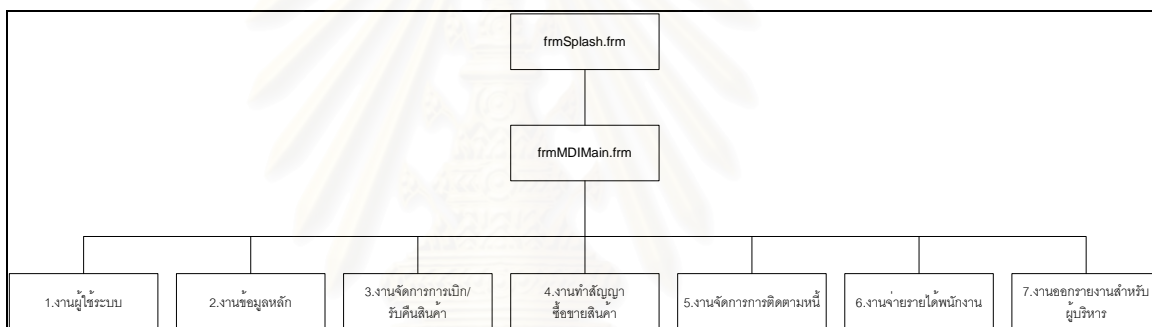 frmSplash.frm
frmMDIMain.frm
1.งานผู้ใช้ระบบ
2.งานข้อมูลหลัก
3.งานจัดการการเบิก/
รับคืนสินค้า
4.งานทำสัญญา
ซื้อขายสินค้า
5.งานจัดการการติดตามหนี้
6.งานจ่ายรายได้พนักงาน
7.งานออกรายงานสำหรับ
ผู้บริหาร